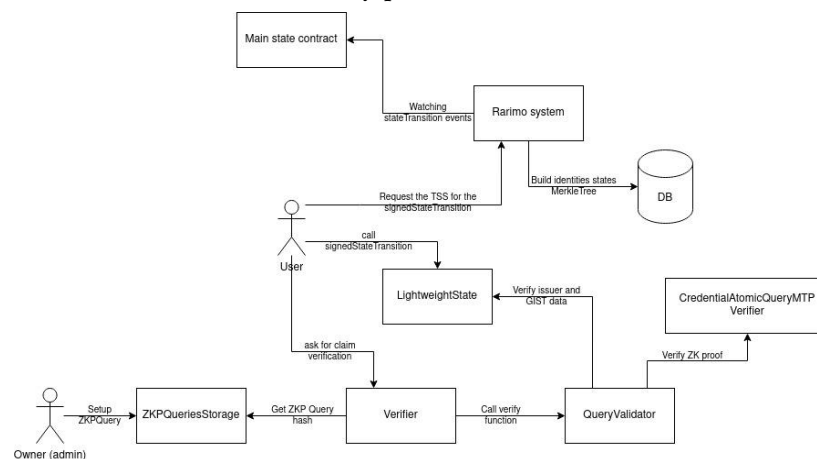 Main state contract
Watching
stateTransition events
Rarimo system
Build identities states
MerkleTree
DB
Request the TSS for the
signedStateTransition
User
call
signedStateTransition
LightweightState
Verify issuer and
GIST data
CredentialAtomicQueryMTP
Verifier
ask for claim
verification
Verify ZK proof
Owner (admin)
Setup
ZKPQuery
ZKPQueriesStorage
Get ZKP Query
hash
Verifier
Call verify
function
QueryValidator